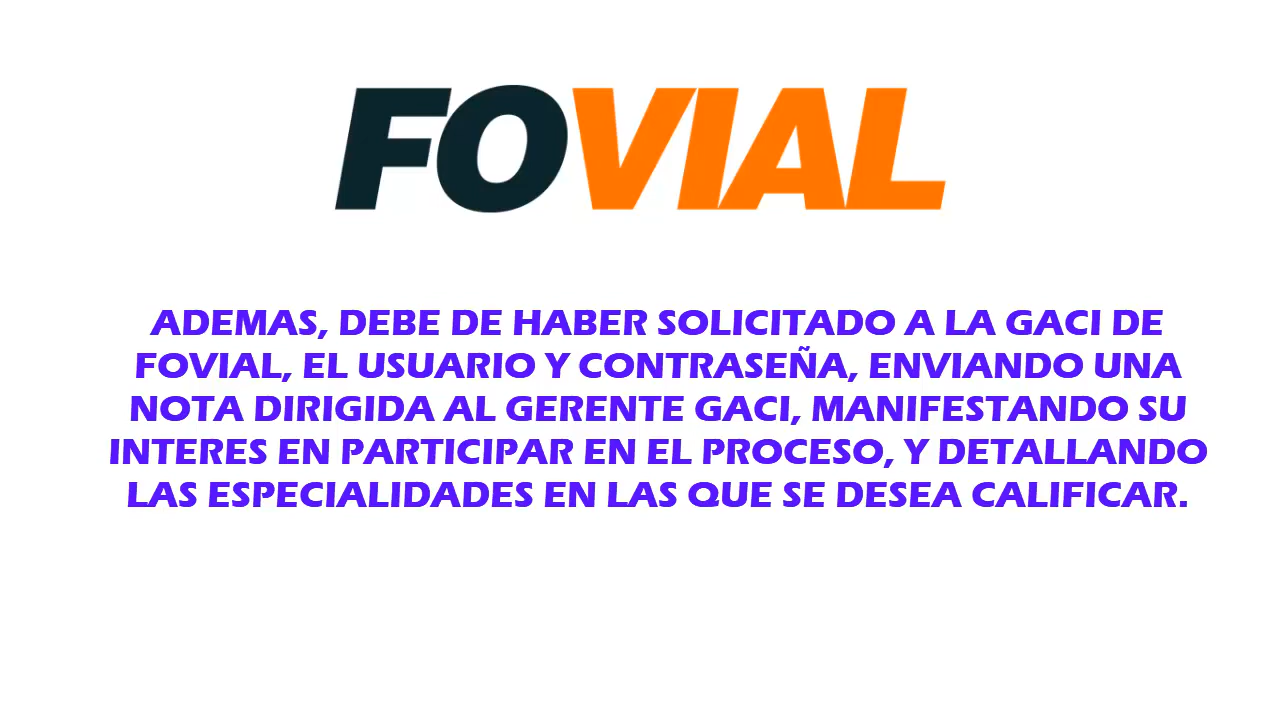 FOVIAL
ADEMAS, DEBE DE HABER SOLICITADO A LA GACI DE
FOVIAL, EL USUARIO Y CONTRASEÑA, ENVIANDO UNA
NOTA DIRIGIDA AL GERENTE GACI, MANIFESTANDO SU
INTERES EN PARTICIPAR EN EL PROCESO, Y DETALLANDO
LAS ESPECIALIDADES EN LAS QUE SE DESEA CALIFICAR.